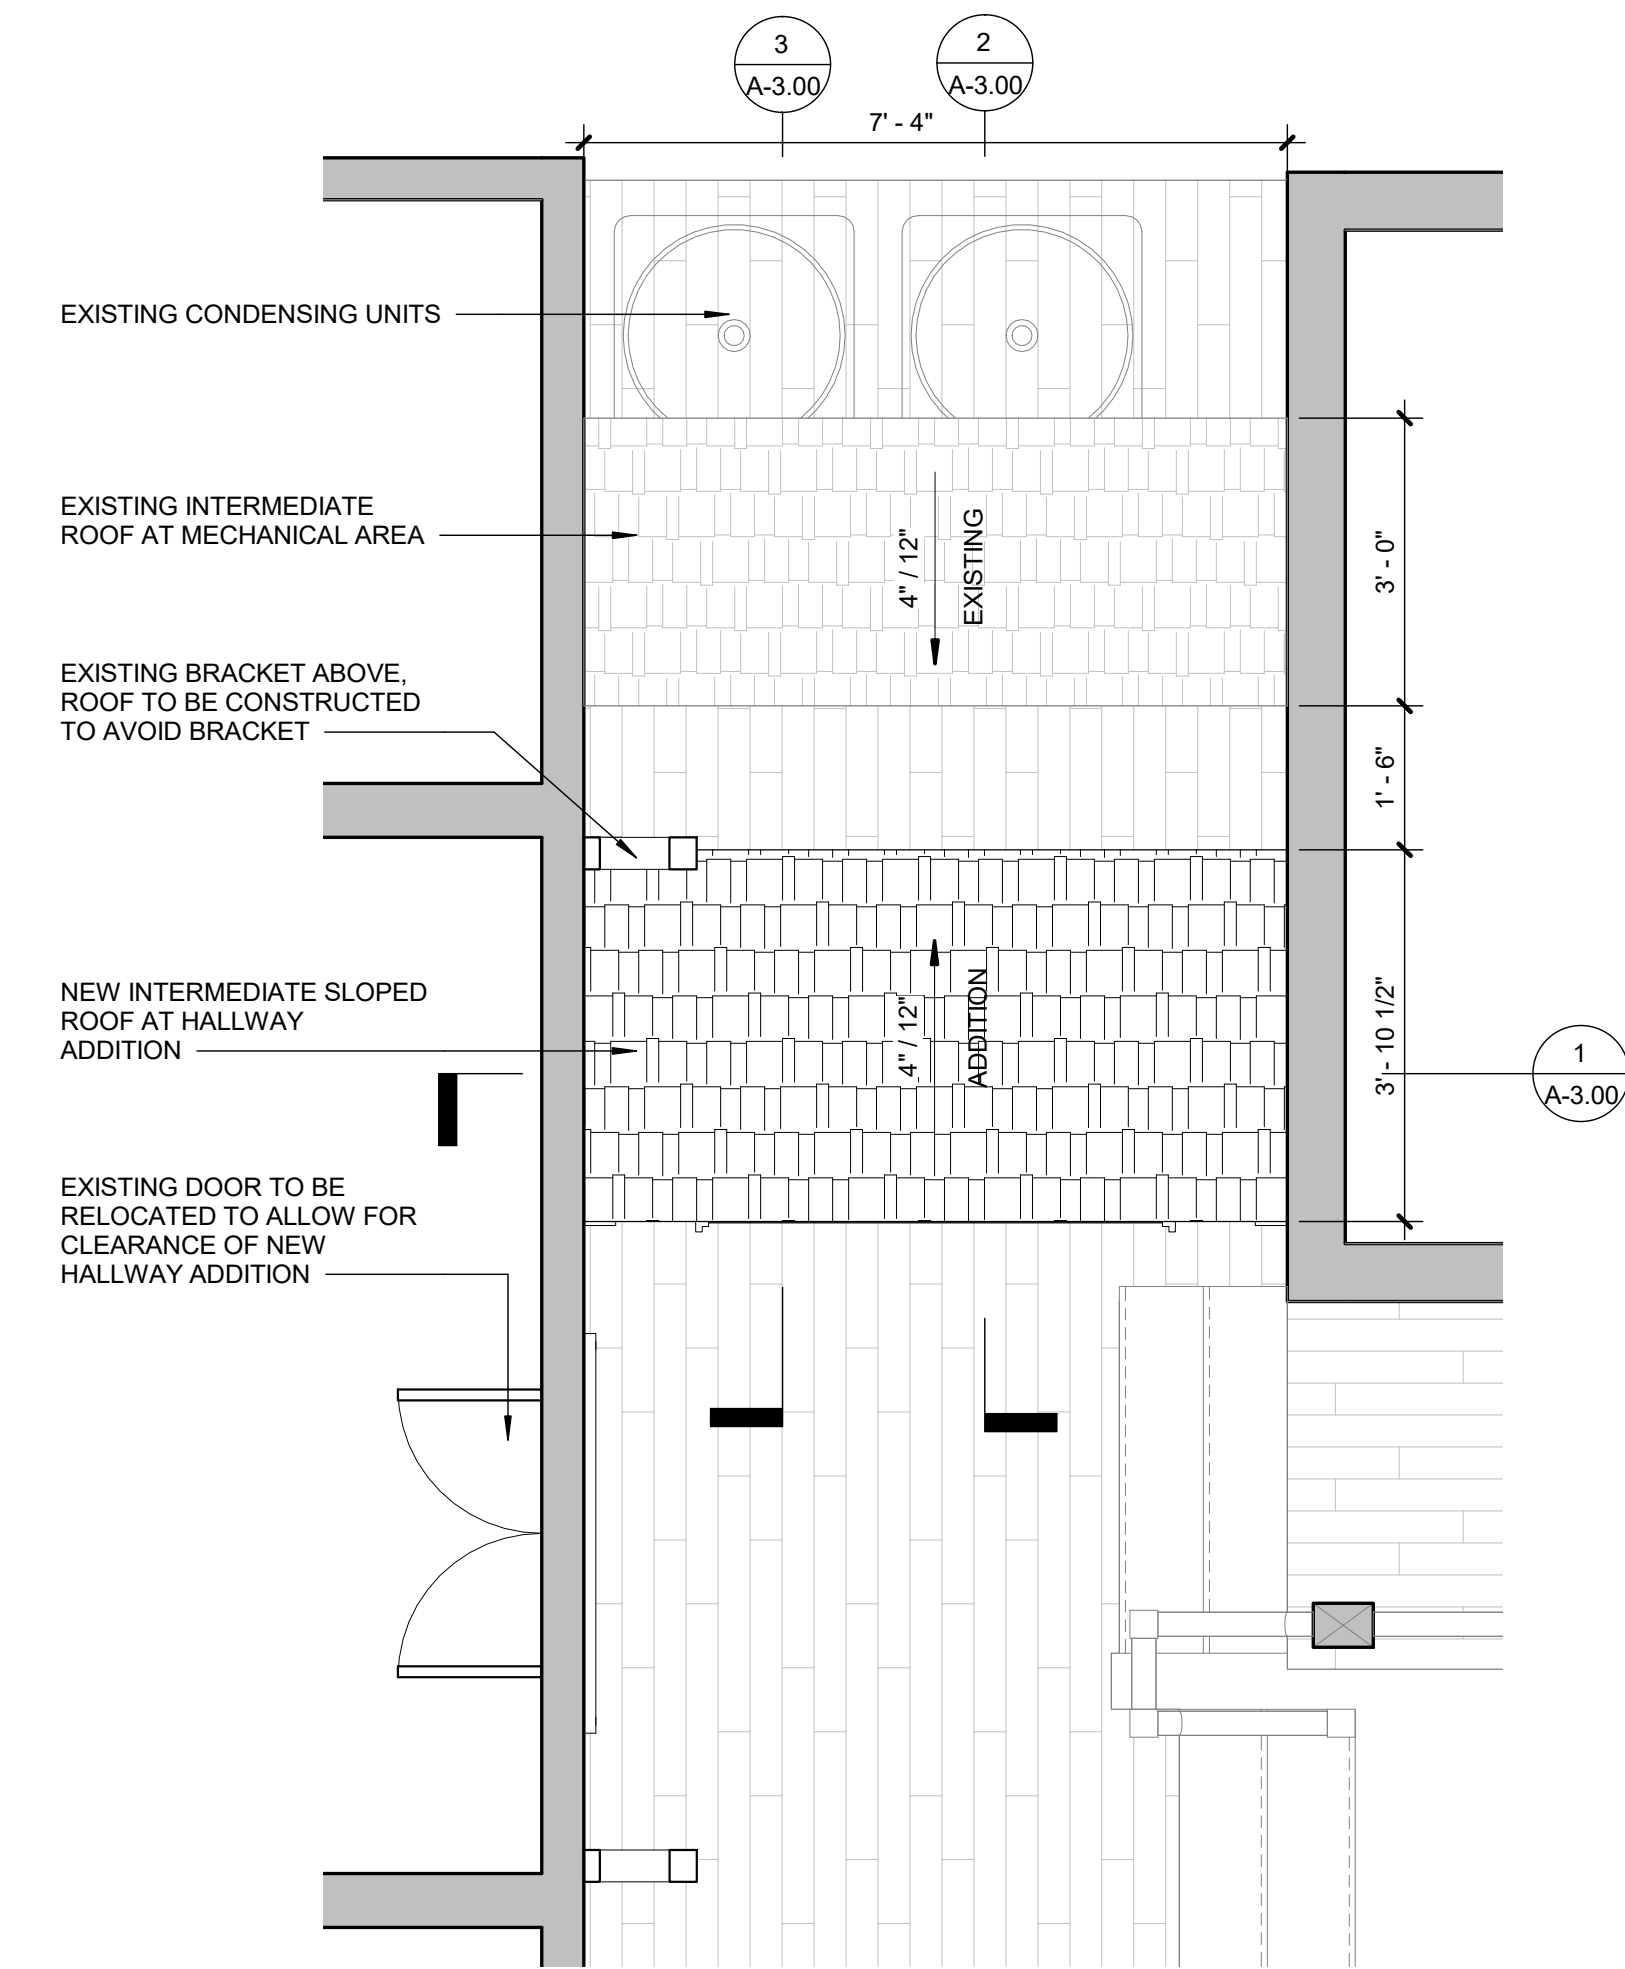 3
A-3.00
2
A-3.00
7' - 4"
EXISTING CONDENSING UNITS
EXISTING INTERMEDIATE
ROOF AT MECHANICAL AREA
4" / 12"
EXISTING
3' - 0"
EXISTING BRACKET ABOVE,
ROOF TO BE CONSTRUCTED
TO AVOID BRACKET
1' - 6"
NEW INTERMEDIATE SLOPED
ROOF AT HALLWAY
ADDITION
4" / 12"
ADDITION
3' - 10 1/2"
1
A-3.00
EXISTING DOOR TO BE
RELOCATED TO ALLOW FOR
CLEARANCE OF NEW
HALLWAY ADDITION